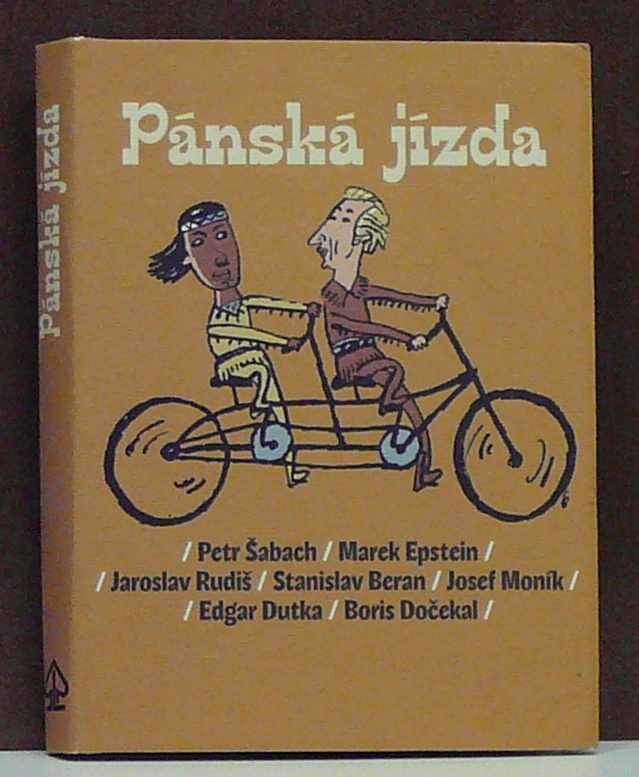 Pánská jízda
Pánská jízda
/ Petr Šabach / Marek Epstein /
/ Jaroslav Rudiš / Stanislav Beran / Josef Moník /
/ Edgar Dutka / Boris Dočekal /